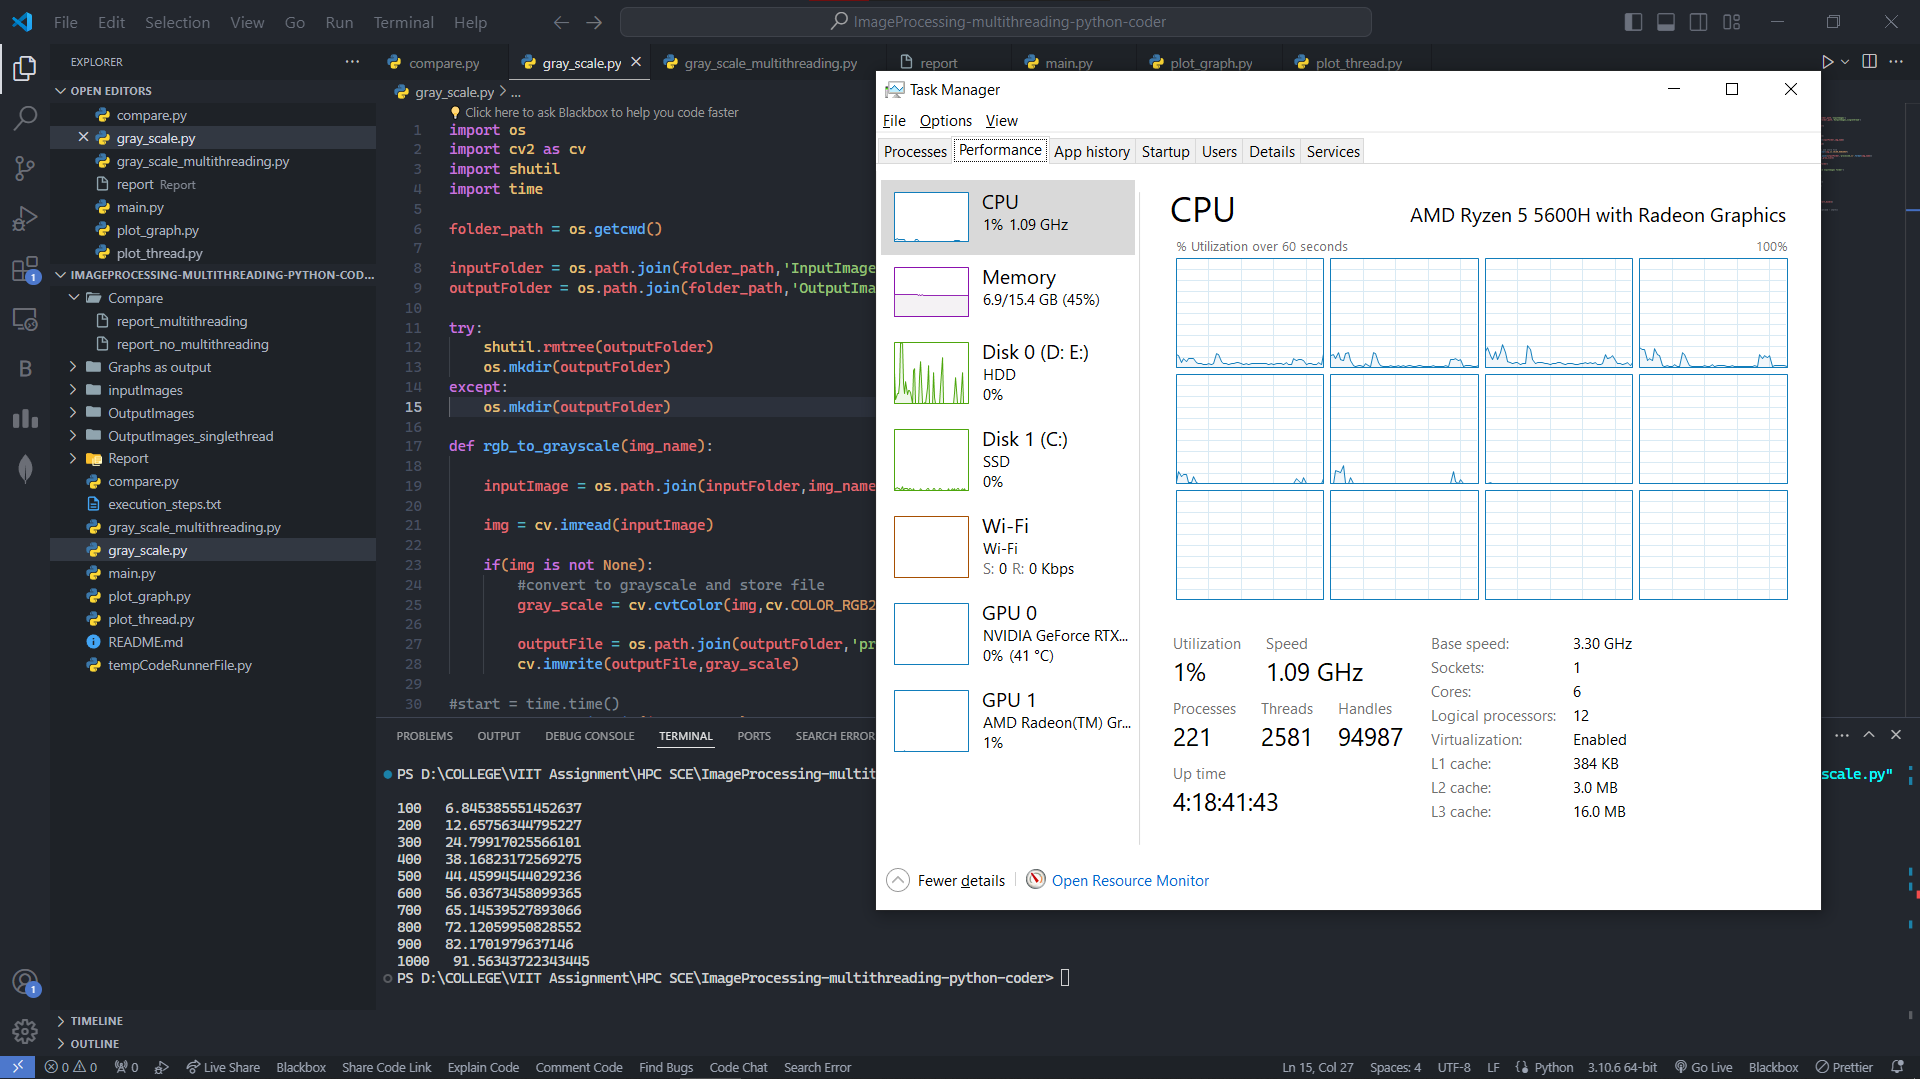 File Edit Selection View Go Run Terminal Help
ImageProcessing-multithreading-python-coder
EXPLORER
OPEN EDITORS
compare.py
gray_scale.py
gray_scale_multithreading.py
report Report
main.py
plot_graph.py
plot_thread.py
IMAGEPROCESSING-MULTITHREADING-PYTHON-COD...
Compare
report_multithreading
report_no_multithreading
Graphs as output
inputImages
OutputImages
OutputImages_singlethread
Report
compare.py
execution_steps.txt
gray_scale_multithreading.py
gray_scale.py
main.py
plot_graph.py
plot_thread.py
README.md
tempCodeRunnerFile.py
TIMELINE
OUTLINE
1
1
compare.py gray_scale.py gray_scale_multithreading.py report main.py plot_graph.py plot_thread.py
gray_scale.py > ...
Click here to ask Blackbox to help you code faster
1 import os
2 import cv2 as cv
3 import shutil
4 import time
5
6 folder_path = os.getcwd()
7
8 inputFolder = os.path.join(folder_path,'InputImage
9 outputFolder = os.path.join(folder_path,'OutputIma
10
11 try:
12 shutil.rmtree(outputFolder)
13 os.mkdir(outputFolder)
14 except:
15 os.mkdir(outputFolder)
16
17 def rgb_to_grayscale(img_name):
18
19 inputImage = os.path.join(inputFolder,img_name
20
21 img = cv.imread(inputImage)
22
23 if(img is not None):
24 #convert to grayscale and store file
25 gray_scale = cv.cvtColor(img,cv.COLOR_RGB2
26
27 outputFile = os.path.join(outputFolder,'pr
28 cv.imwrite(outputFile,gray_scale)
29
30 #start = time.time()
PROBLEMS OUTPUT DEBUG CONSOLE TERMINAL PORTS SEARCH ERROR
PS D:\COLLEGE\VIIT Assignment\HPC SCE\ImageProcessing-multit
scale.py"
100 6.845385551452637
200 12.65756344795227
300 24.79917025566101
400 38.16823172569275
500 44.45994544029236
600 56.03673458099365
700 65.14539527893066
800 72.12059950828552
900 82.1701979637146
1000 91.56343722343445
PS D:\COLLEGE\VIIT Assignment\HPC SCE\ImageProcessing-multithreading-python-coder>
Task Manager
File Options View
Processes Performance App history Startup Users Details Services
CPU
1% 1.09 GHz
Memory
6.9/15.4 GB (45%)
Disk 0 (D: E:)
HDD
0%
Disk 1 (C:)
SSD
0%
Wi-Fi
Wi-Fi
S: 0 R: 0 Kbps
GPU 0
NVIDIA GeForce RTX...
0% (41 °C)
GPU 1
AMD Radeon(TM) Gr...
1%
CPU AMD Ryzen 5 5600H with Radeon Graphics
% Utilization over 60 seconds 100%
Utilization Speed
1% 1.09 GHz
Processes Threads Handles
221 2581 94987
Up time
4:18:41:43
Base speed: 3.30 GHz
Sockets: 1
Cores: 6
Logical processors: 12
Virtualization: Enabled
L1 cache: 384 KB
L2 cache: 3.0 MB
L3 cache: 16.0 MB
Fewer details Open Resource Monitor
0 0 0 Live Share Blackbox Share Code Link Explain Code Comment Code Find Bugs Code Chat Search Error Ln 15, Col 27 Spaces: 4 UTF-8 LF Python 3.10.6 64-bit Go Live Blackbox Prettier